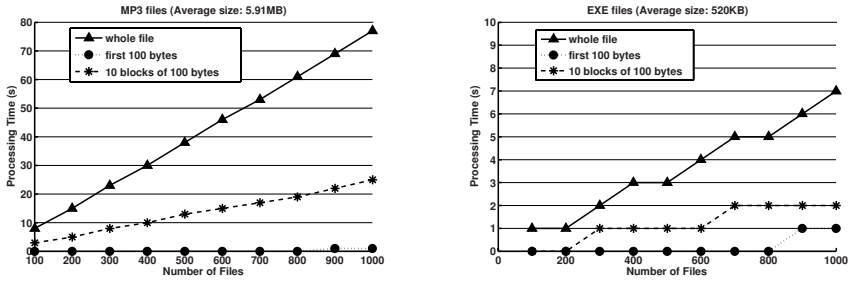 MP3 files (Average size: 5.91MB)
whole file
first 100 bytes
10 blocks of 100 bytes
Processing Time (s)
80
70
60
50
40
30
20
10
0
100 200 300 400 500 600 700 800 900 1000
Number of Files
EXE files (Average size: 520KB)
whole file
first 100 bytes
10 blocks of 100 bytes
Processing Time (s)
10
9
8
7
6
5
4
3
2
1
0
0 200 400 600 800 1000
Number of Files